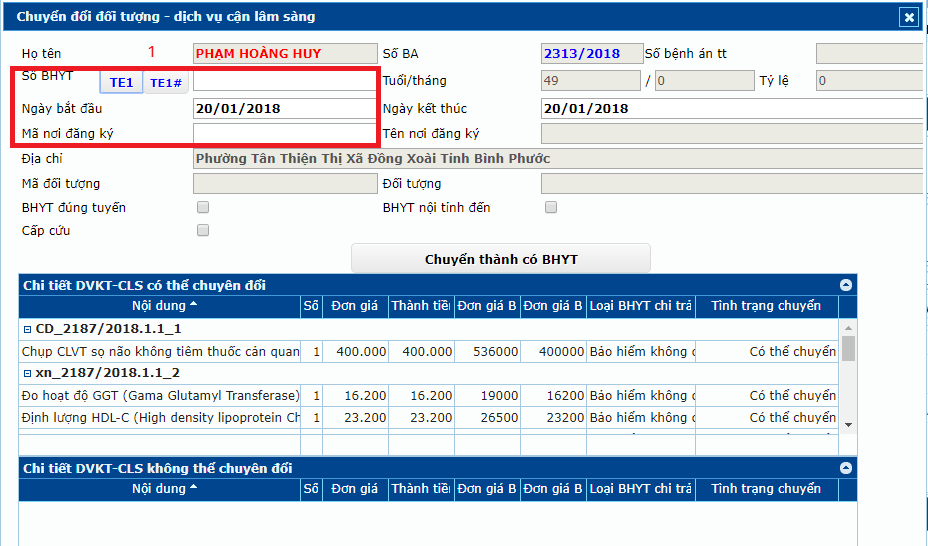 Chuyển đổi đối tượng - dịch vụ cận lâm sàng
Họ tên 1 PHẠM HOÀNG HUY Số BA 2313/2018 Số bệnh án tt
Số BHYT TE1 TE1# Tuổi/tháng 49 / 0 Tỷ lệ 0
Ngày bắt đầu 20/01/2018 Ngày kết thúc 20/01/2018
Mã nơi đăng ký Tên nơi đăng ký
Địa chỉ Phường Tân Thiện Thị Xã Đồng Xoài Tỉnh Bình Phước
Mã đối tượng Đối tượng
BHYT đúng tuyến BHYT nội tỉnh đến
Cấp cứu
Chuyển thành có BHYT
Chi tiết DVKT-CLS có thể chuyên đổi
Nội dung Số Đơn giá Thành tiền Đơn giá B Đơn giá B Loại BHYT chi trả Tình trạng chuyển
CD_2187/2018.1.1_1
Chụp CLVT sọ não không tiêm thuốc cản quan 1 400.000 400.000 536000 400000 Bảo hiểm không Có thể chuyển
xn_2187/2018.1.1_2
Đo hoạt độ GGT (Gama Glutamyl Transferase) 1 16.200 16.200 19000 16200 Bảo hiểm không Có thể chuyển
Định lượng HDL-C (High density lipoprotein Ch 1 23.200 23.200 26500 23200 Bảo hiểm không Có thể chuyển
Chi tiết DVKT-CLS không thể chuyên đổi
Nội dung Số Đơn giá Thành tiền Đơn giá B Đơn giá B Loại BHYT chi trả Tình trạng chuyển